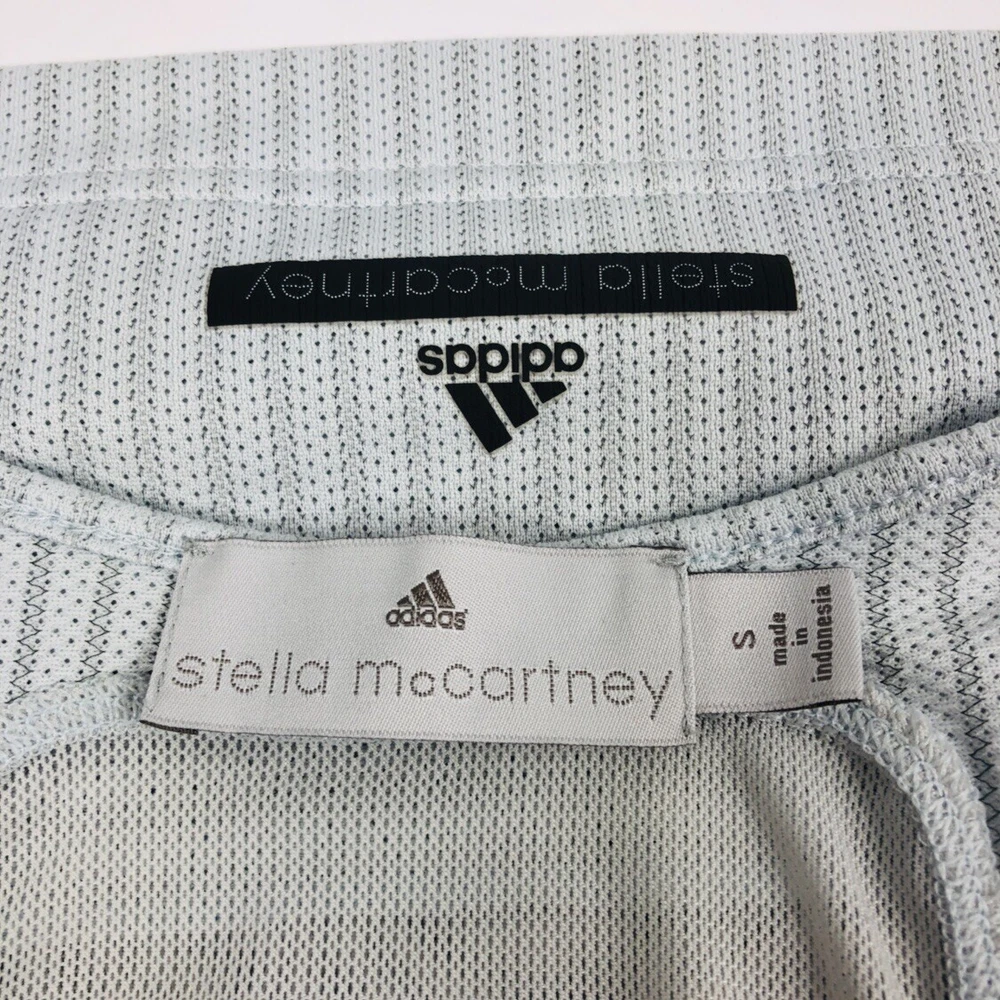 stella mccartney
adidas
adidas
stella mccartney
S
made
in
indonesia